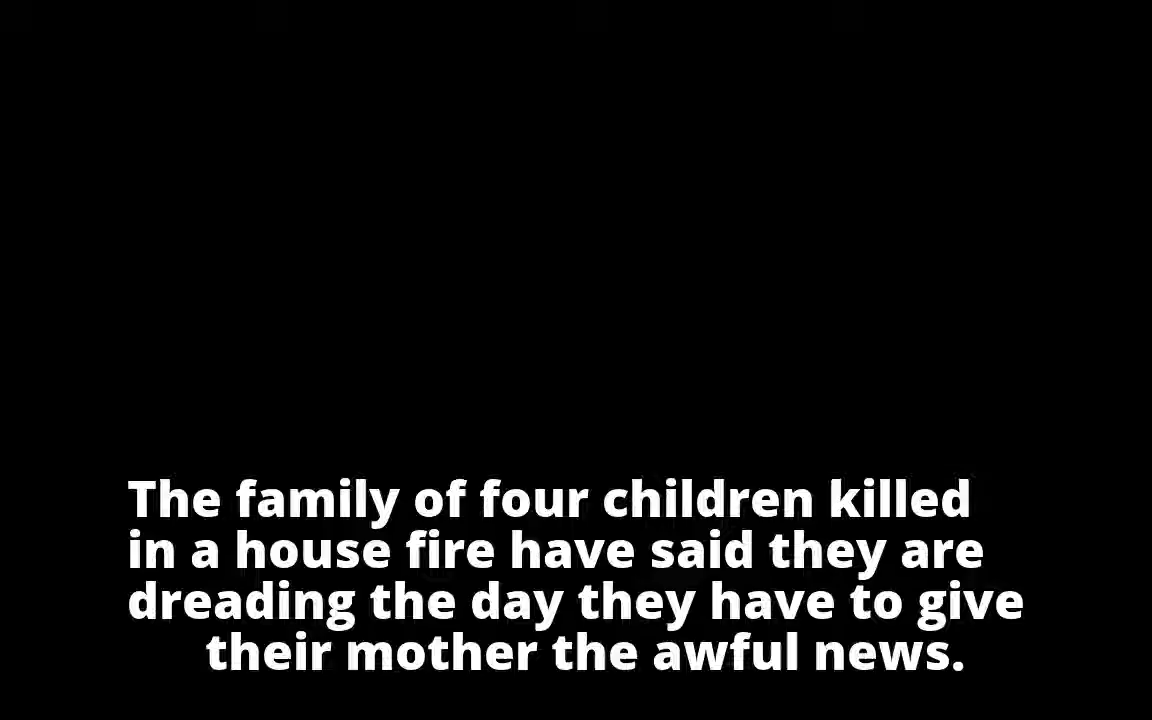 The family of four children killed
in a house fire have said they are
dreading the day they have to give
their mother the awful news.